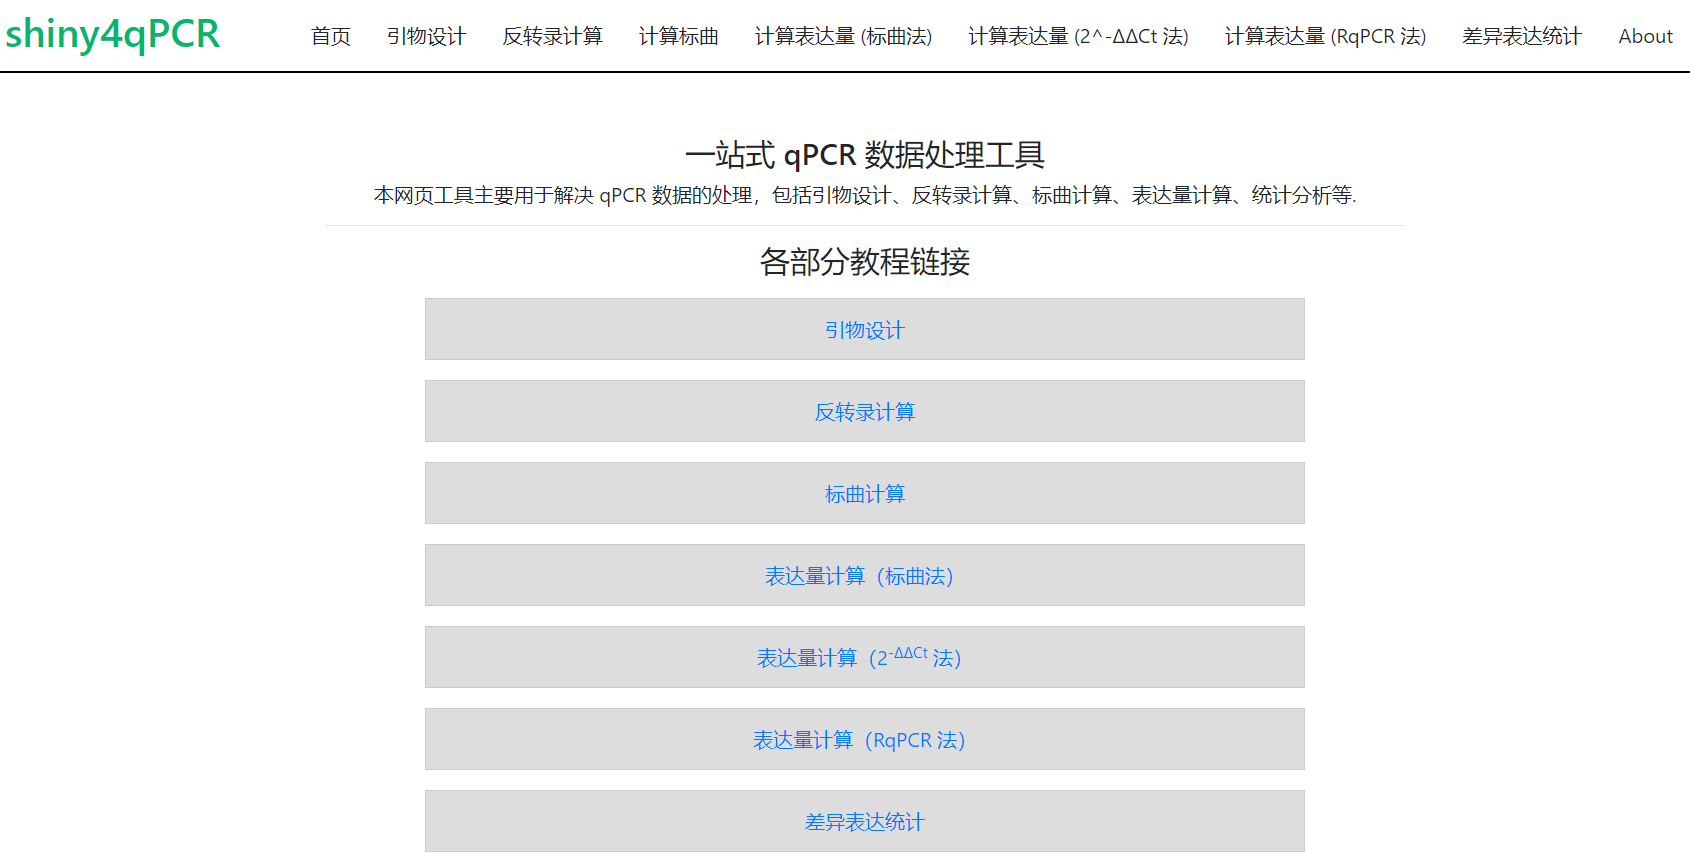 shiny4qPCR
首页 引物设计 反转录计算 计算标曲 计算表达量 (标曲法) 计算表达量 (2^-ΔΔCt 法) 计算表达量 (RqPCR 法) 差异表达统计 About
一站式 qPCR 数据处理工具
本网页工具主要用于解决 qPCR 数据的处理，包括引物设计、反转录计算、标曲计算、表达量计算、统计分析等.
各部分教程链接
引物设计
反转录计算
标曲计算
表达量计算（标曲法）
表达量计算（2-ΔΔCt 法）
表达量计算（RqPCR 法）
差异表达统计